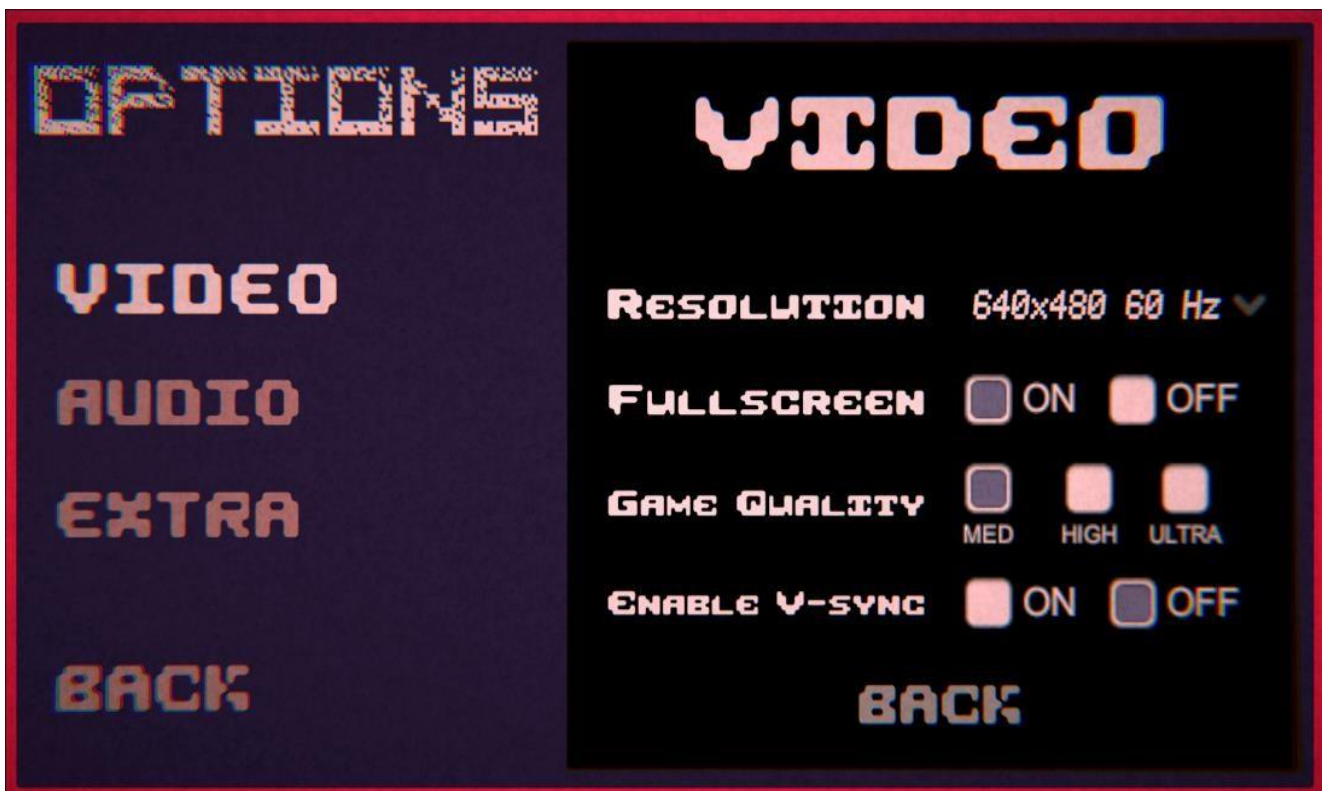 OPTIONS
VIDEO
AUDIO
EXTRA
BACK
VIDEO
RESOLUTION 640x480 60 Hz
FULLSCREEN ON OFF
GAME QUALITY MED HIGH ULTRA
ENABLE V-SYNC ON OFF
BACK